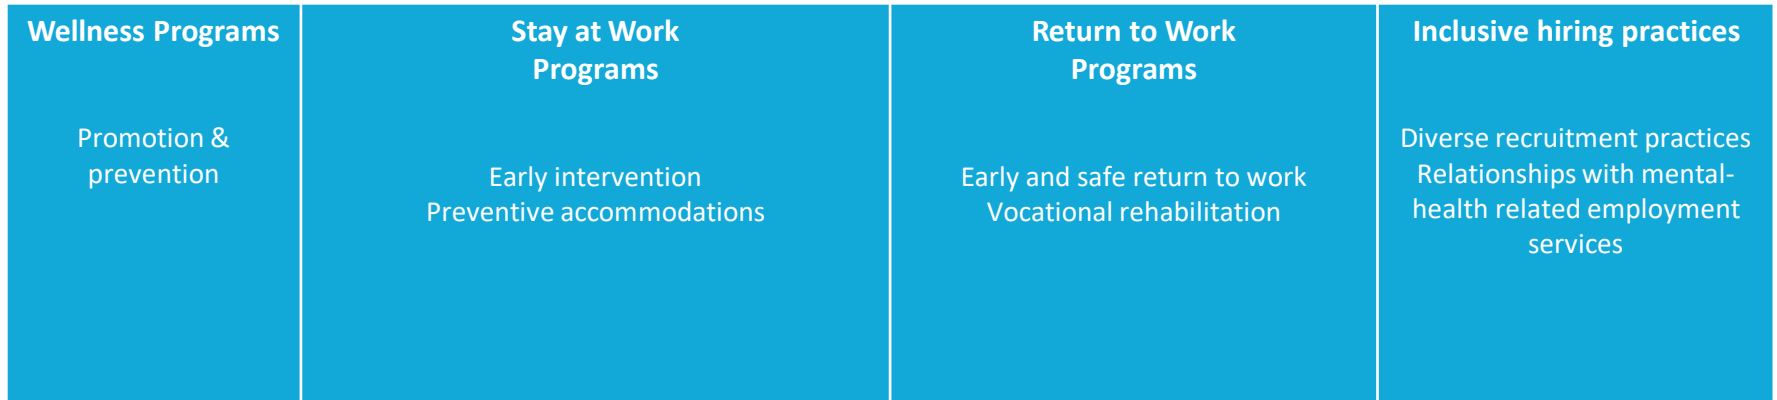 Wellness Programs
Promotion &
prevention
Stay at Work
Programs
Early intervention
Preventive accommodations
Return to Work
Programs
Early and safe return to work
Vocational rehabilitation
Inclusive hiring practices
Diverse recruitment practices
Relationships with mental-
health related employment
services